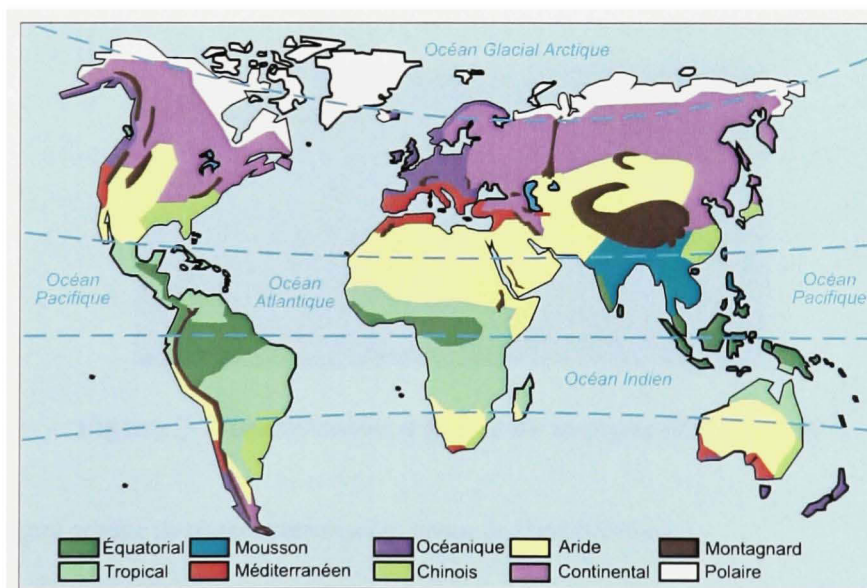 Océan Glacial Arctique
Océan
Pacifique
Océan
Atlantique
Océan
Pacifique
Océan Indien
Équatorial
Mousson
Océanique
Aride
Montagnard
Tropical
Méditerranéen
Chinois
Continental
Polaire